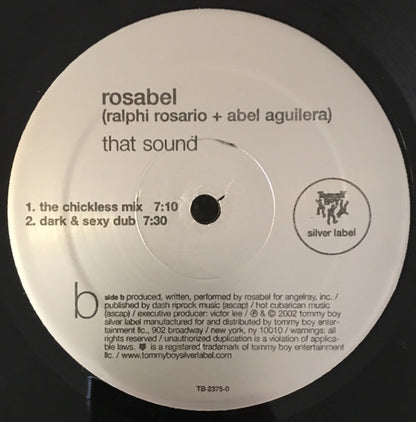 rosabel
(ralphi rosario + abel aguilera)
that sound
1. the chickless mix 7:10
2. dark & sexy dub 7:30
Tommy
Boy
silver label
b
side b produced, written, performed by rosabel for angelray, inc. /
published by dash riprock music (ascap) / hot cubarican music
(ascap) / executive producer: victor lee / ℗ & © 2002 tommy boy
silver label manufactured for and distributed by tommy boy enter-
tainment llc., 902 broadway / new york, ny 10010 / warnings: all
rights reserved / unauthorized duplication is a violation of applica-
ble laws. is a registered trademark of tommy boy entertainment
llc. / www.tommyboysilverlabel.com
TB-2375-0